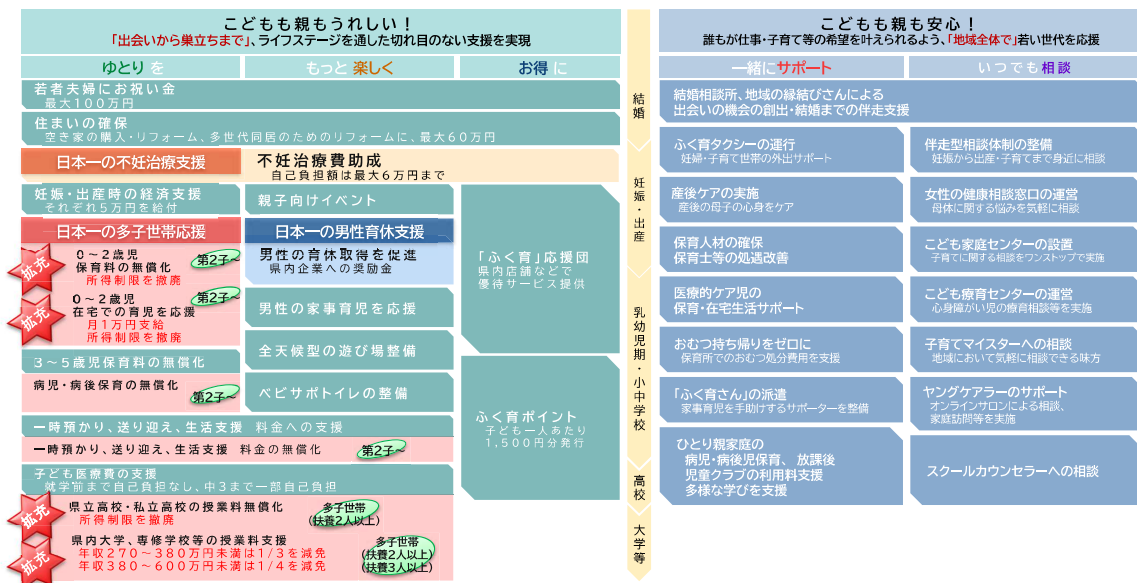 こどもも親もうれしい!
「出会いから巣立ちまで」、ライフステージを通した切れ目のない支援を実現
ゆとり を
もっと 楽しく
お得 に
若者夫婦にお祝い金
最大100万円
住まいの確保
空き家の購入・リフォーム、多世代同居のためのリフォームに、最大60万円
日本一の不妊治療支援
不妊治療費助成
自己負担額は最大6万円まで
妊娠・出産時の経済支援
それぞれ5万円を給付
日本一の多子世帯応援
拡充
0~2歳児
保育料の無償化
所得制限を撤廃
第2子~
拡充
0~2歳児
在宅での育児を応援
月1万円支給
所得制限を撤廃
第2子~
3~5歳児保育料の無償化
病児・病後保育の無償化
第2子~
親子向けイベント
日本一の男性育休支援
男性の育休取得を促進
県内企業への奨励金
男性の家事育児を応援
全天候型の遊び場整備
ベビサポトイレの整備
「ふく育」応援団
県内店舗などで
優待サービス提供
ふく育ポイント
子ども一人あたり
1,500円分発行
一時預かり、送り迎え、生活支援 料金への支援
一時預かり、送り迎え、生活支援 料金の無償化
第2子~
子ども医療費の支援
就学前まで自己負担なし、中3まで一部自己負担
拡充
県立高校・私立高校の授業料無償化
所得制限を撤廃
多子世帯
(扶養2人以上)
拡充
県内大学、専修学校等の授業料支援
年収270~380万円未満は1/3を減免
年収380~600万円未満は1/4を減免
多子世帯
(扶養2人以上)
(扶養3人以上)
結婚
妊娠・出産
乳幼児期・小中学校
高校
大学等
こどもも親も安心!
誰もが仕事・子育て等の希望を叶えられるよう、「地域全体で」若い世代を応援
一緒にサポート
いつでも相談
結婚相談所、地域の縁結びさんによる
出会いの機会の創出・結婚までの伴走支援
ふく育タクシーの運行
妊婦・子育て世帯の外出サポート
産後ケアの実施
産後の母子の心身をケア
保育人材の確保
保育士等の処遇改善
医療的ケア児の
保育・在宅生活サポート
おむつ持ち帰りをゼロに
保育所でのおむつ処分費用を支援
「ふく育さん」の派遣
家事育児を手助けするサポーターを整備
ひとり親家庭の
病児・病後児保育、放課後
児童クラブの利用料支援
多様な学びを支援
伴走型相談体制の整備
妊娠から出産・子育てまで身近に相談
女性の健康相談窓口の運営
母体に関する悩みを気軽に相談
こども家庭センターの設置
子育てに関する相談をワンストップで実施
こども療育センターの運営
心身障がい児の療育相談等を実施
子育てマイスターへの相談
地域において気軽に相談できる味方
ヤングケアラーのサポート
オンラインサロンによる相談、
家庭訪問等を実施
スクールカウンセラーへの相談